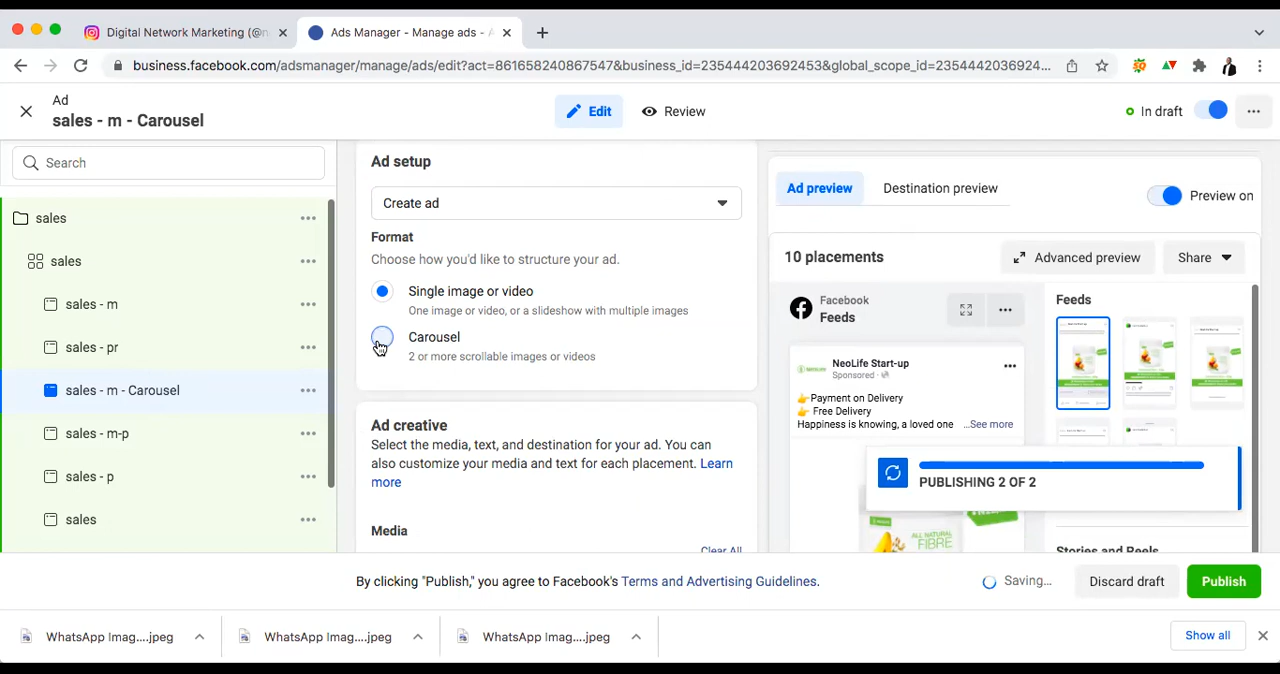 Digital Network Marketing (@n
Ads Manager - Manage ads - A
business.facebook.com/adsmanager/manage/ads/edit?act=861658240867547&business_id=235444203692453&global_scope_id=2354442036924...
Ad
sales - m - Carousel
Edit
Review
In draft
Search
sales
sales
sales - m
sales - pr
sales - m - Carousel
sales - m-p
sales - p
sales
Ad setup
Create ad
Format
Choose how you'd like to structure your ad.
Single image or video
One image or video, or a slideshow with multiple images
Carousel
2 or more scrollable images or videos
Ad creative
Select the media, text, and destination for your ad. You can
also customize your media and text for each placement. Learn
more
Media
Clear All
Ad preview
Destination preview
Preview on
10 placements
Advanced preview
Share
Facebook
Feeds
NeoLife Start-up
Sponsored ·
👉Payment on Delivery
👉 Free Delivery
Happiness is knowing, a loved one ...See more
ALL NATURAL
FIBRE
Feeds
PUBLISHING 2 OF 2
Stories and Reels
By clicking "Publish," you agree to Facebook's Terms and Advertising Guidelines.
Saving...
Discard draft
Publish
WhatsApp Imag....jpeg
WhatsApp Imag....jpeg
WhatsApp Imag....jpeg
Show all